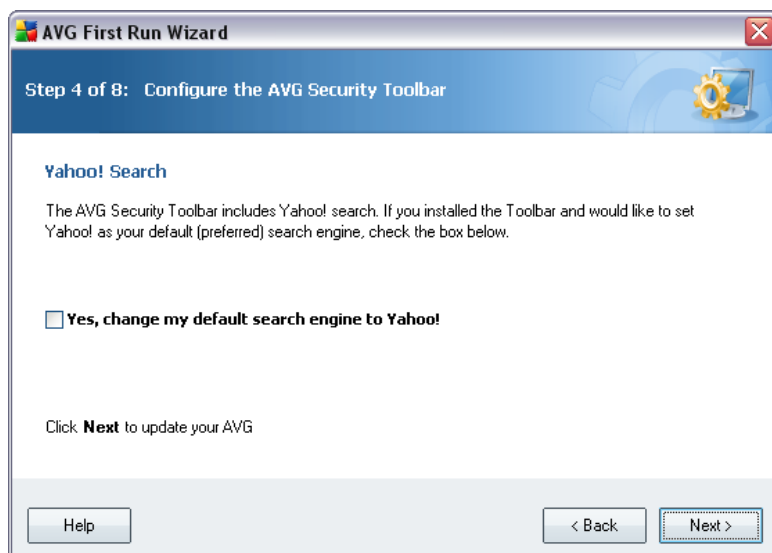 AVG First Run Wizard
Step 4 of 8: Configure the AVG Security Toolbar
Yahoo! Search
The AVG Security Toolbar includes Yahoo! search. If you installed the Toolbar and would like to set
Yahoo! as your default (preferred) search engine, check the box below.
Yes, change my default search engine to Yahoo!
Click Next to update your AVG
Help
< Back
Next >